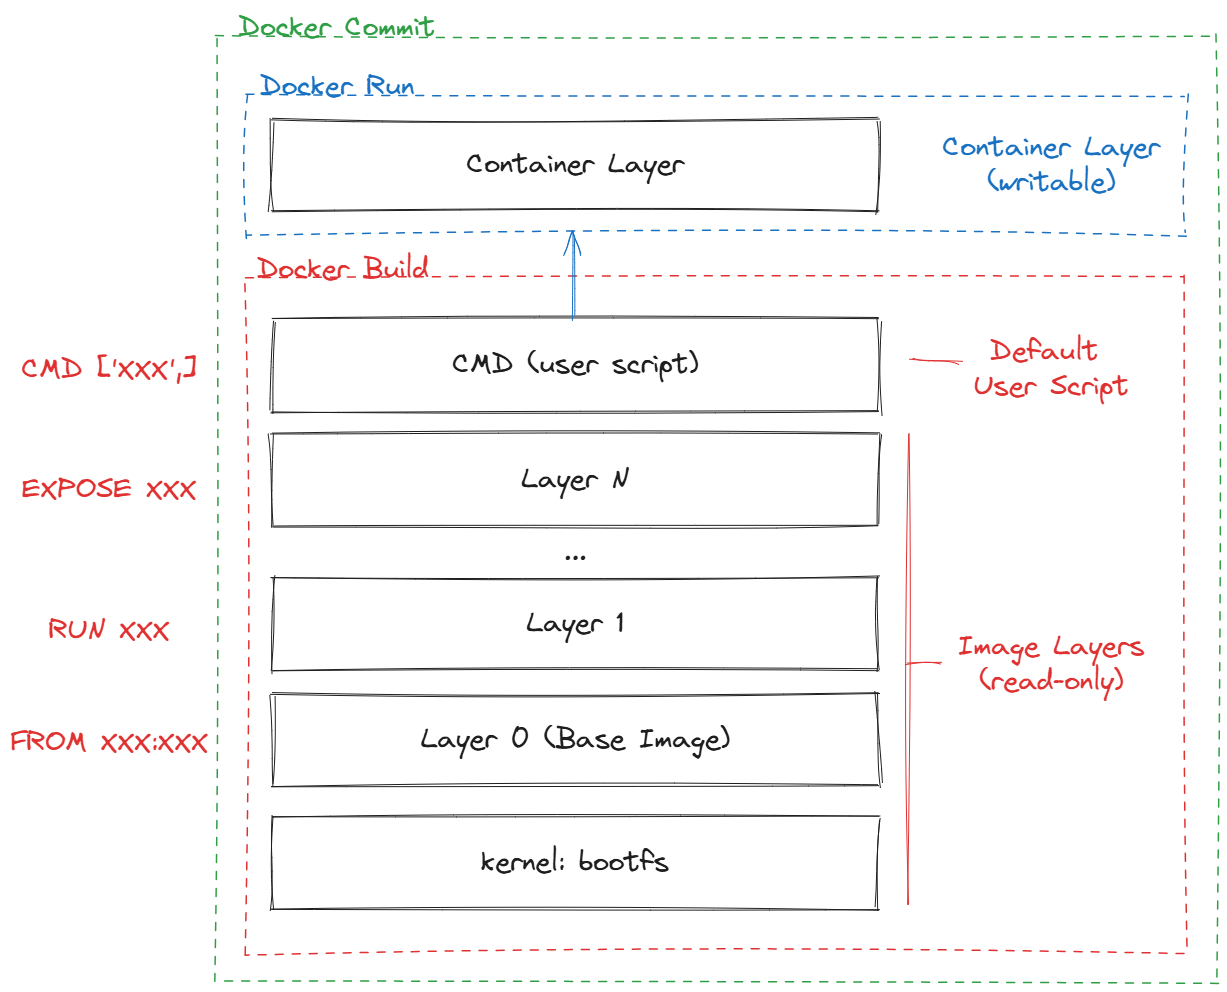 Docker Commit
Docker Run
Container Layer
Container Layer
(writable)
Docker Build
CMD ['XXX',]
CMD (user script)
Default
User Script
EXPOSE XXX
Layer N
...
RUN XXX
Layer 1
Image Layers
(read-only)
FROM XXX:XXX
Layer 0 (Base Image)
kernel: bootfs